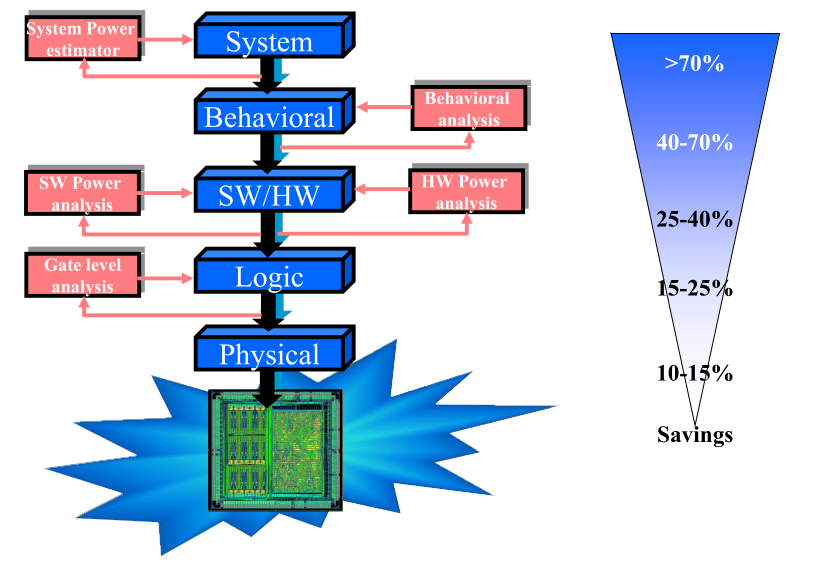 System Power
estimator
System
>70%
Behavioral
Behavioral
analysis
40-70%
SW Power
analysis
SW/HW
HW Power
analysis
25-40%
Gate level
analysis
Logic
15-25%
Physical
10-15%
Savings